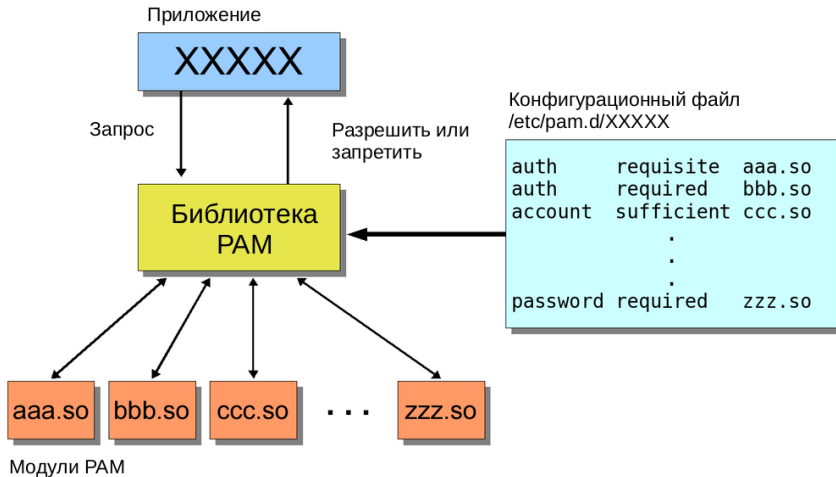 Приложение
XXXXX
Запрос
Разрешить или
запретить
Библиотека
PAM
Конфигурационный файл
/etc/pam.d/XXXXX
auth requisite aaa.so
auth required bbb.so
account sufficient ccc.so
.
.
.
password required zzz.so
aaa.so bbb.so ccc.so ... zzz.so
Модули PAM